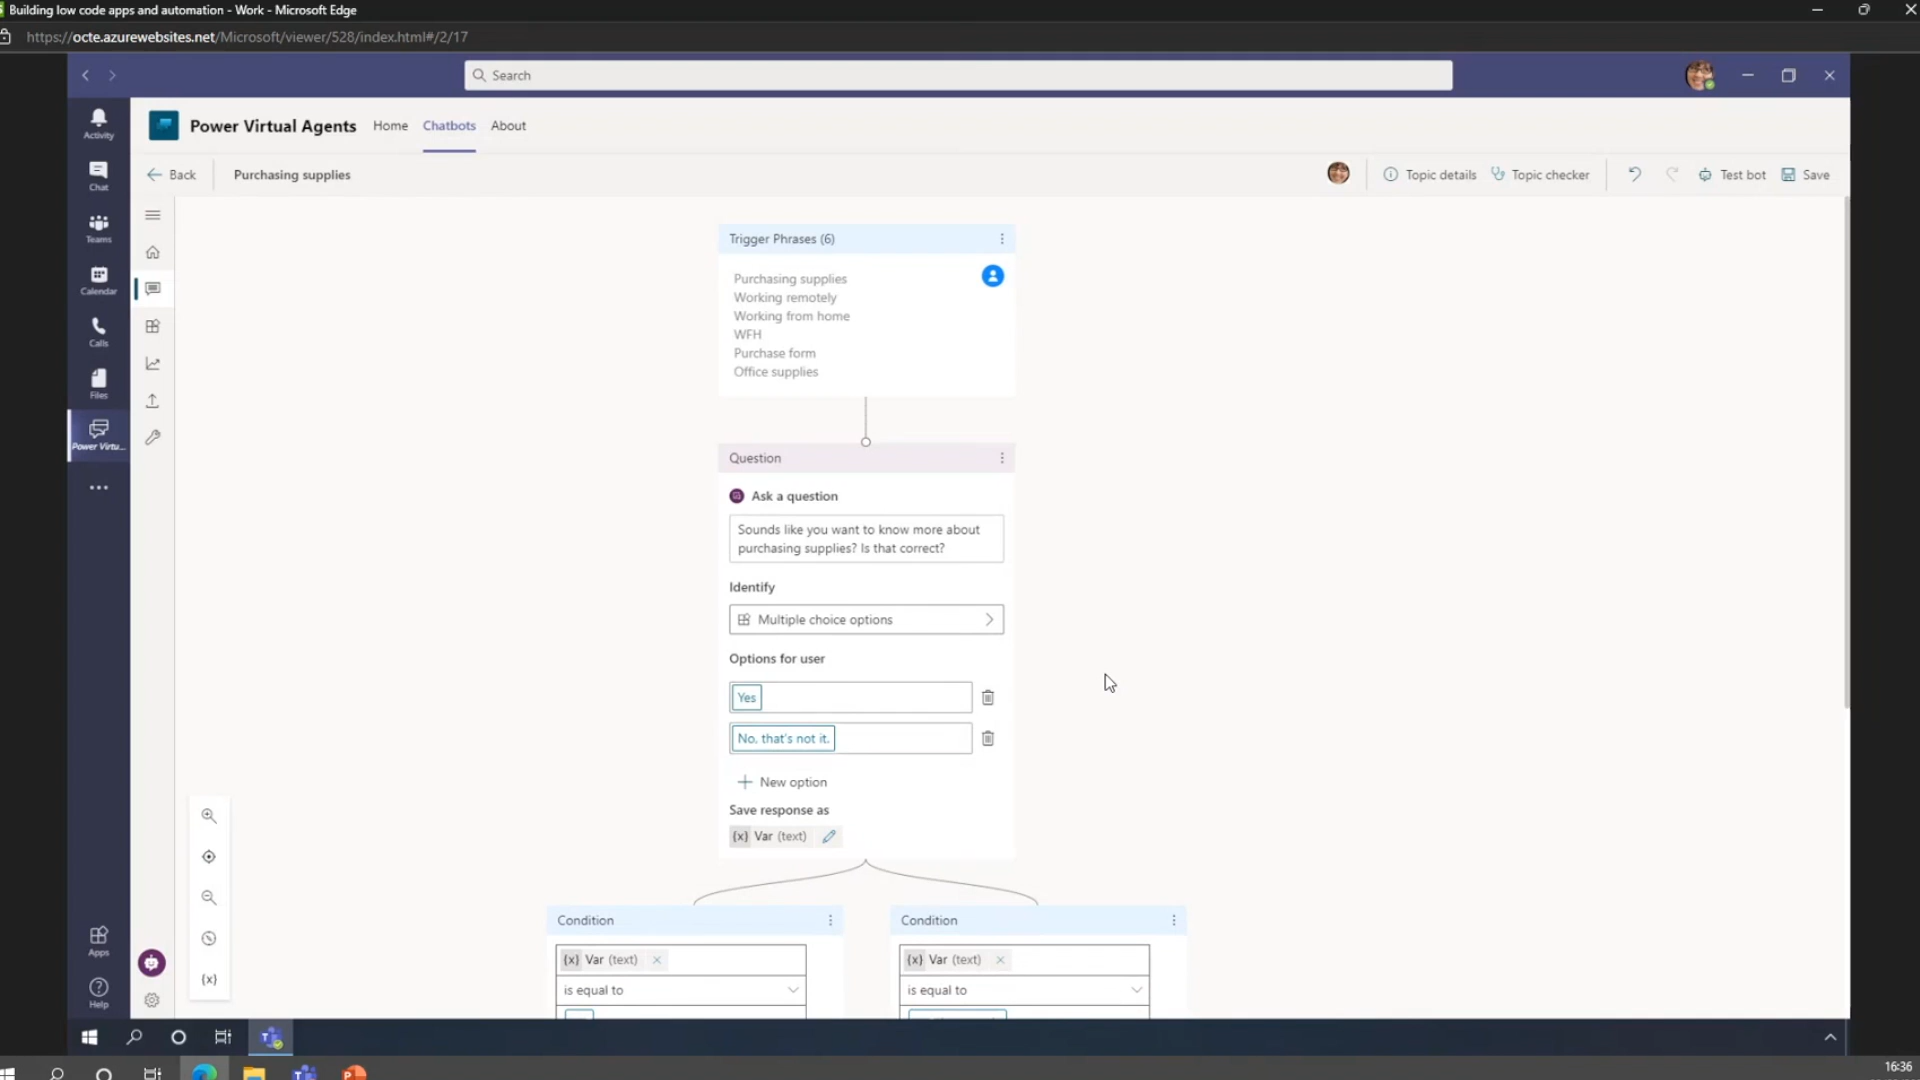 Building low code apps and automation - Work - Microsoft Edge
https://octe.azurewebsites.net/Microsoft/viewer/528/index.html#/2/17
Search
Activity
Chat
Teams
Calendar
Calls
Files
Power Virtu...
Apps
Help
Power Virtual Agents
Home
Chatbots
About
Back
Purchasing supplies
Topic details
Topic checker
Test bot
Save
Trigger Phrases (6)
Purchasing supplies
Working remotely
Working from home
WFH
Purchase form
Office supplies
Question
Ask a question
Sounds like you want to know more about
purchasing supplies? Is that correct?
Identify
Multiple choice options
Options for user
Yes
No, that's not it.
New option
Save response as
{x} Var (text)
Condition
{x} Var (text)
is equal to
Condition
{x} Var (text)
is equal to
{x}
16:36